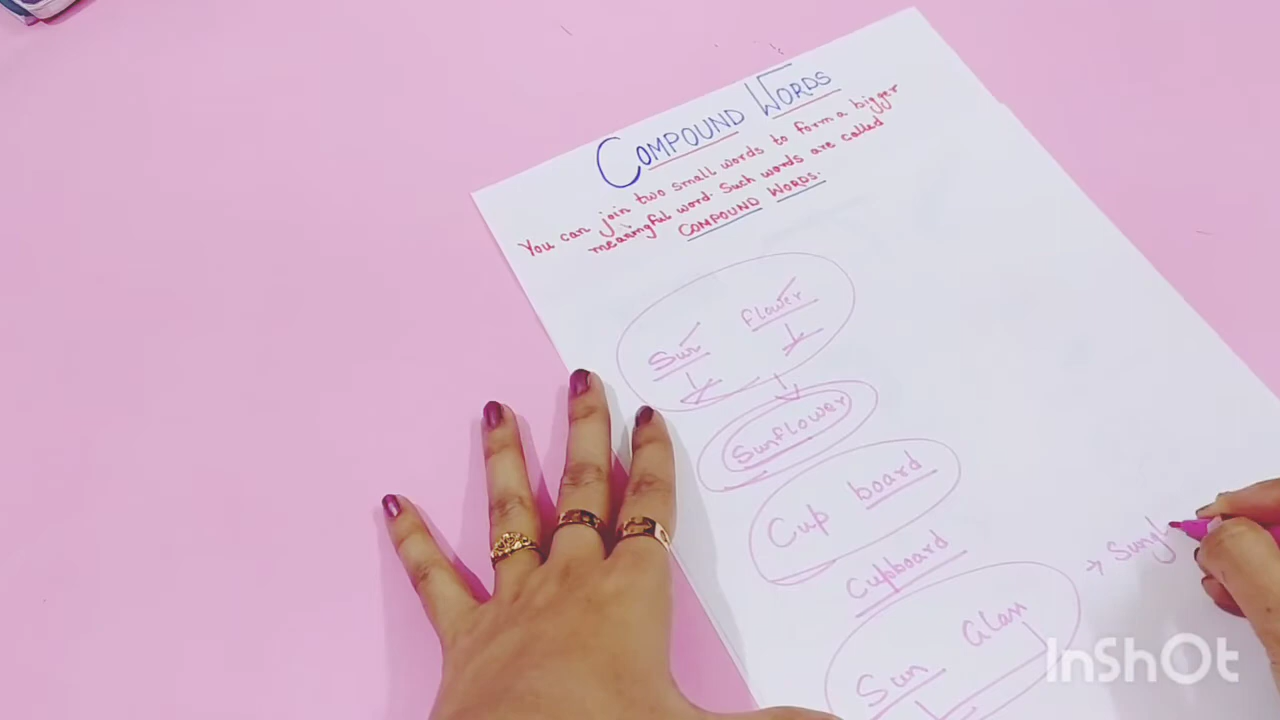 COMPOUND WORDS
You can join two small words to form a bigger
meaningful word. Such words are called
COMPOUND WORDS.
Sun flower
Sunflower
Cup board
Cupboard
Sun Glass
→ Sungl
InShOt